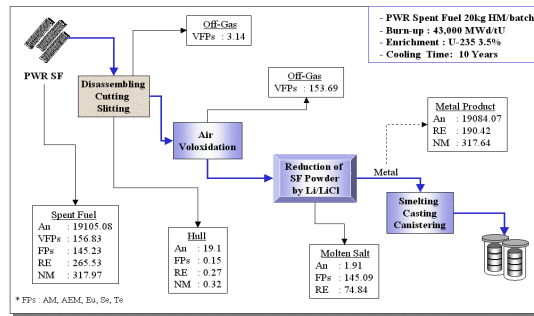 - PWR Spent Fuel 20kg HM/batch
- Burn-up : 43,000 MWd/tU
- Enrichment : U-235 3.5%
- Cooling Time: 10 Years
Off-Gas
VFPs : 3.14
PWR SF
Disassembling
Cutting
Slitting
Off-Gas
VFPs : 153.69
Air
Voloxidation
Metal Product
An : 19084.07
RE : 190.42
NM : 317.64
Reduction of
SF Powder
by Li/LiCl
Metal
Smelting
Casting
Canistering
Spent Fuel
An : 19105.08
VFPs : 156.83
FPs : 145.23
RE : 265.53
NM : 317.97
Hull
An : 19.1
FPs : 0.15
RE : 0.27
NM : 0.32
Molten Salt
An : 1.91
FPs : 145.09
RE : 74.84
* FPs : AM, AEM, Eu, Se, Te